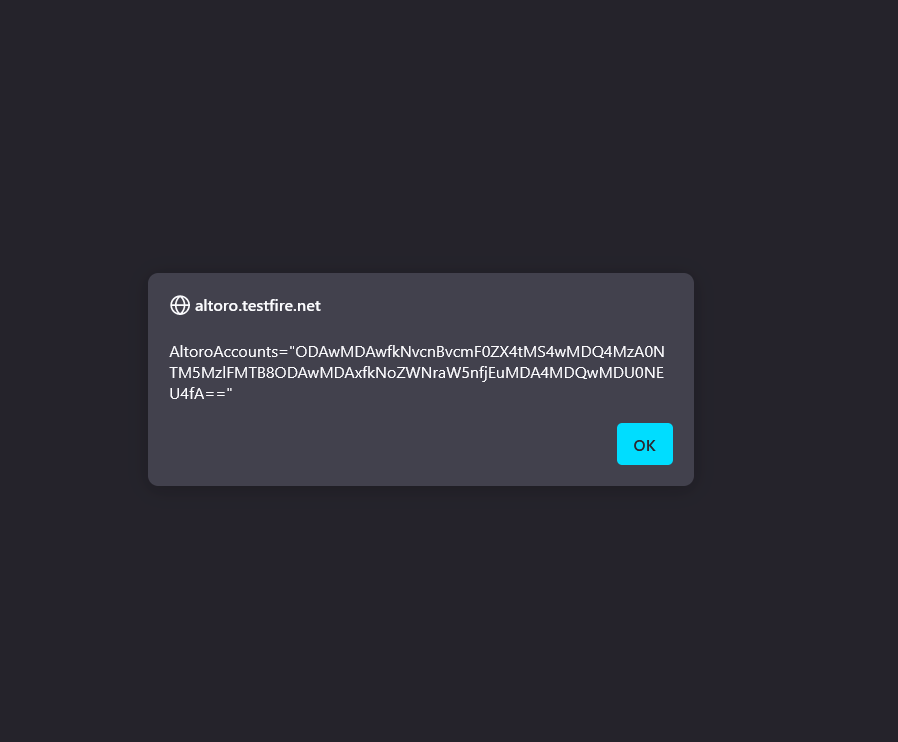 altoro.testfire.net
AltoroAccounts="ODAwMDAwfkNvcnBvcmF0ZX4tMS4wMDQ4MzA0N
TM5MzlFMTB8ODAwMDAxfkNoZWNraW5nfjEuMDA4MDQwMDU0NE
U4fA=="
OK